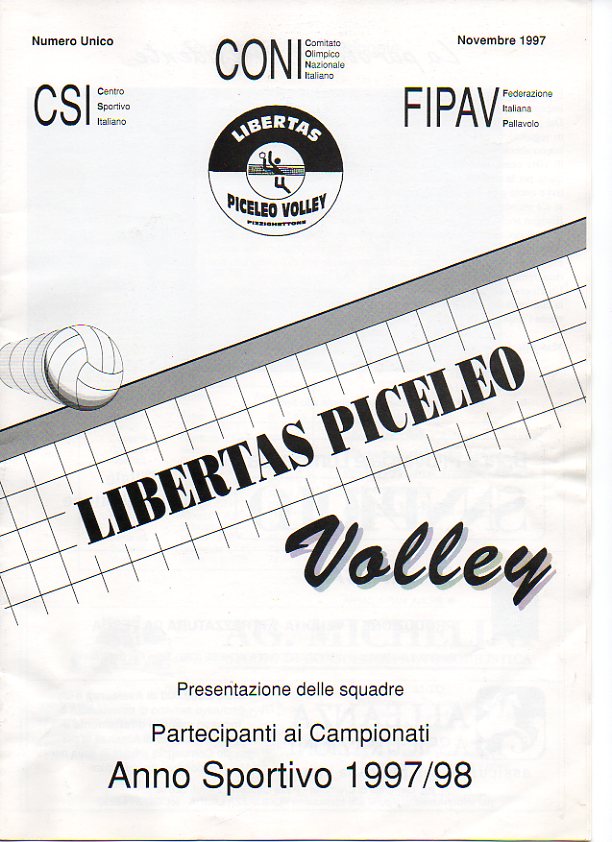 Numero Unico
Novembre 1997
CONI Comitato Olimpico Nazionale Italiano
CSI Centro Sportivo Italiano
FIPAV Federazione Italiana Pallavolo
LIBERTAS
PICELEO VOLLEY
PIZZIGHETTONE
LIBERTAS PICELEO
Volley
Presentazione delle squadre
Partecipanti ai Campionati
Anno Sportivo 1997/98